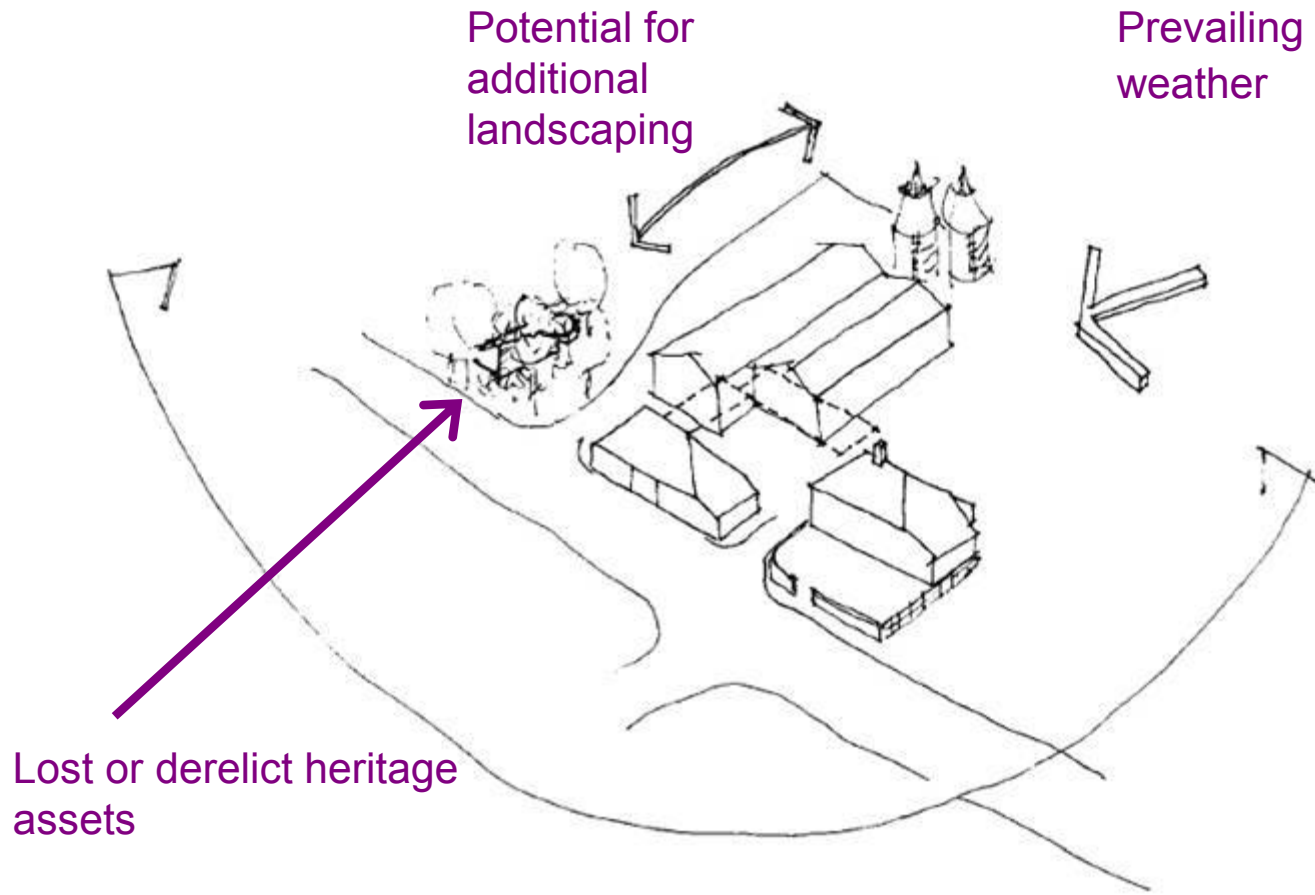 Potential for
additional
landscaping
Prevailing
weather
Lost or derelict heritage
assets